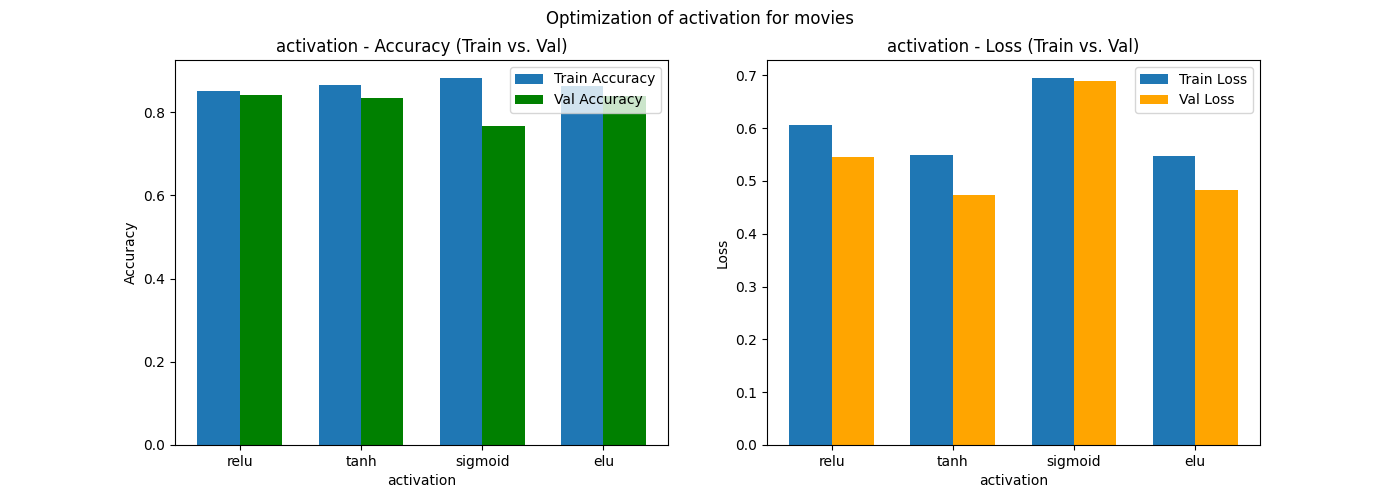 Optimization of activation for movies
activation - Accuracy (Train vs. Val)
Train Accuracy
Val Accuracy
0.8
0.6
0.4
0.2
0.0
Accuracy
relu
tanh
sigmoid
elu
activation
activation - Loss (Train vs. Val)
Train Loss
Val Loss
0.7
0.6
0.5
0.4
0.3
0.2
0.1
0.0
Loss
relu
tanh
sigmoid
elu
activation